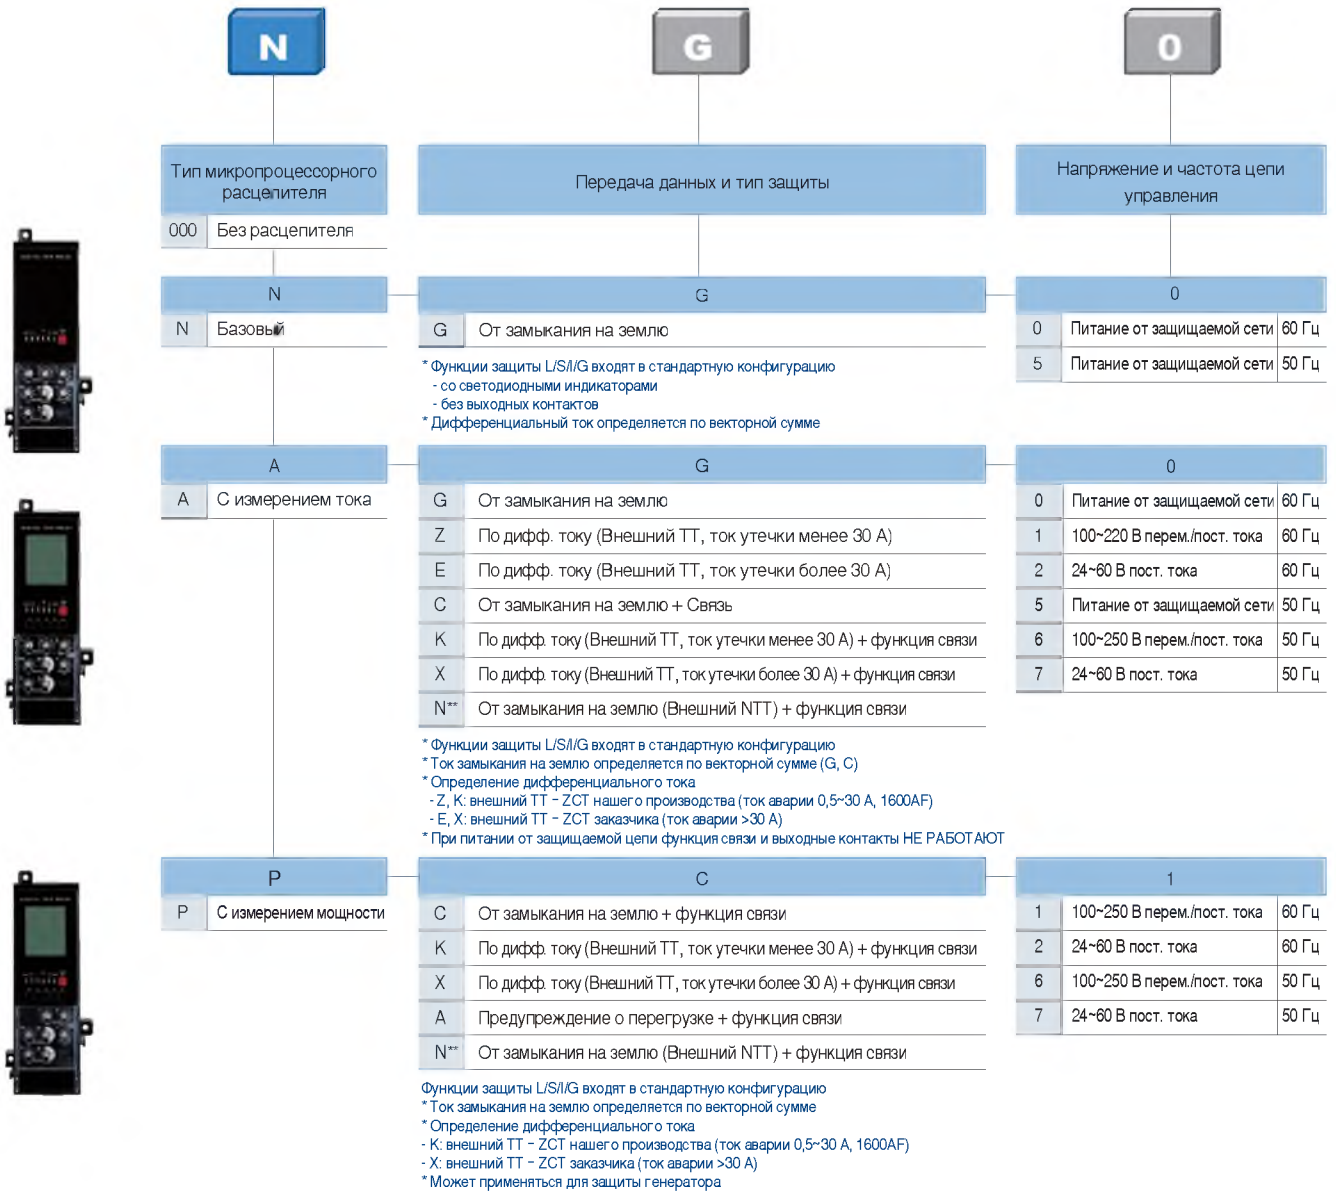 N G 0
Тип микропроцессорного расцепителя
Передача данных и тип защиты
Напряжение и частота цепи управления
000 Без расцепителя
N G 0
N Базовый
G От замыкания на землю
* Функции защиты L/S/I/G входят в стандартную конфигурацию
- со светодиодными индикаторами
- без выходных контактов
* Дифференциальный ток определяется по векторной сумме
0 Питание от защищаемой сети 60 Гц
5 Питание от защищаемой сети 50 Гц
A G 0
A С измерением тока
G От замыкания на землю
Z По дифф. току (Внешний ТТ, ток утечки менее 30 А)
E По дифф. току (Внешний ТТ, ток утечки более 30 А)
C От замыкания на землю + Связь
K По дифф. току (Внешний ТТ, ток утечки менее 30 А) + функция связи
X По дифф. току (Внешний ТТ, ток утечки более 30 А) + функция связи
N** От замыкания на землю (Внешний NTT) + функция связи
* Функции защиты L/S/I/G входят в стандартную конфигурацию
* Ток замыкания на землю определяется по векторной сумме (G, C)
* Определение дифференциального тока
- Z, K: внешний ТТ - ZCT нашего производства (ток аварии 0,5~30 А, 1600AF)
- E, X: внешний ТТ - ZCT заказчика (ток аварии >30 А)
* При питании от защищаемой цепи функция связи и выходные контакты НЕ РАБОТАЮТ
0 Питание от защищаемой сети 60 Гц
1 100~220 В перем./пост. тока 60 Гц
2 24~60 В пост. тока 60 Гц
5 Питание от защищаемой сети 50 Гц
6 100~250 В перем./пост. тока 50 Гц
7 24~60 В пост. тока 50 Гц
P C 1
P С измерением мощности
C От замыкания на землю + функция связи
K По дифф. току (Внешний ТТ, ток утечки менее 30 А) + функция связи
X По дифф. току (Внешний ТТ, ток утечки более 30 А) + функция связи
A Предупреждение о перегрузке + функция связи
N** От замыкания на землю (Внешний NTT) + функция связи
Функции защиты L/S/I/G входят в стандартную конфигурацию
* Ток замыкания на землю определяется по векторной сумме
* Определение дифференциального тока
- K: внешний ТТ - ZCT нашего производства (ток аварии 0,5~30 А, 1600AF)
- X: внешний ТТ - ZCT заказчика (ток аварии >30 А)
* Может применяться для защиты генератора
1 100~250 В перем./пост. тока 60 Гц
2 24~60 В пост. тока 60 Гц
6 100~250 В перем./пост. тока 50 Гц
7 24~60 В пост. тока 50 Гц